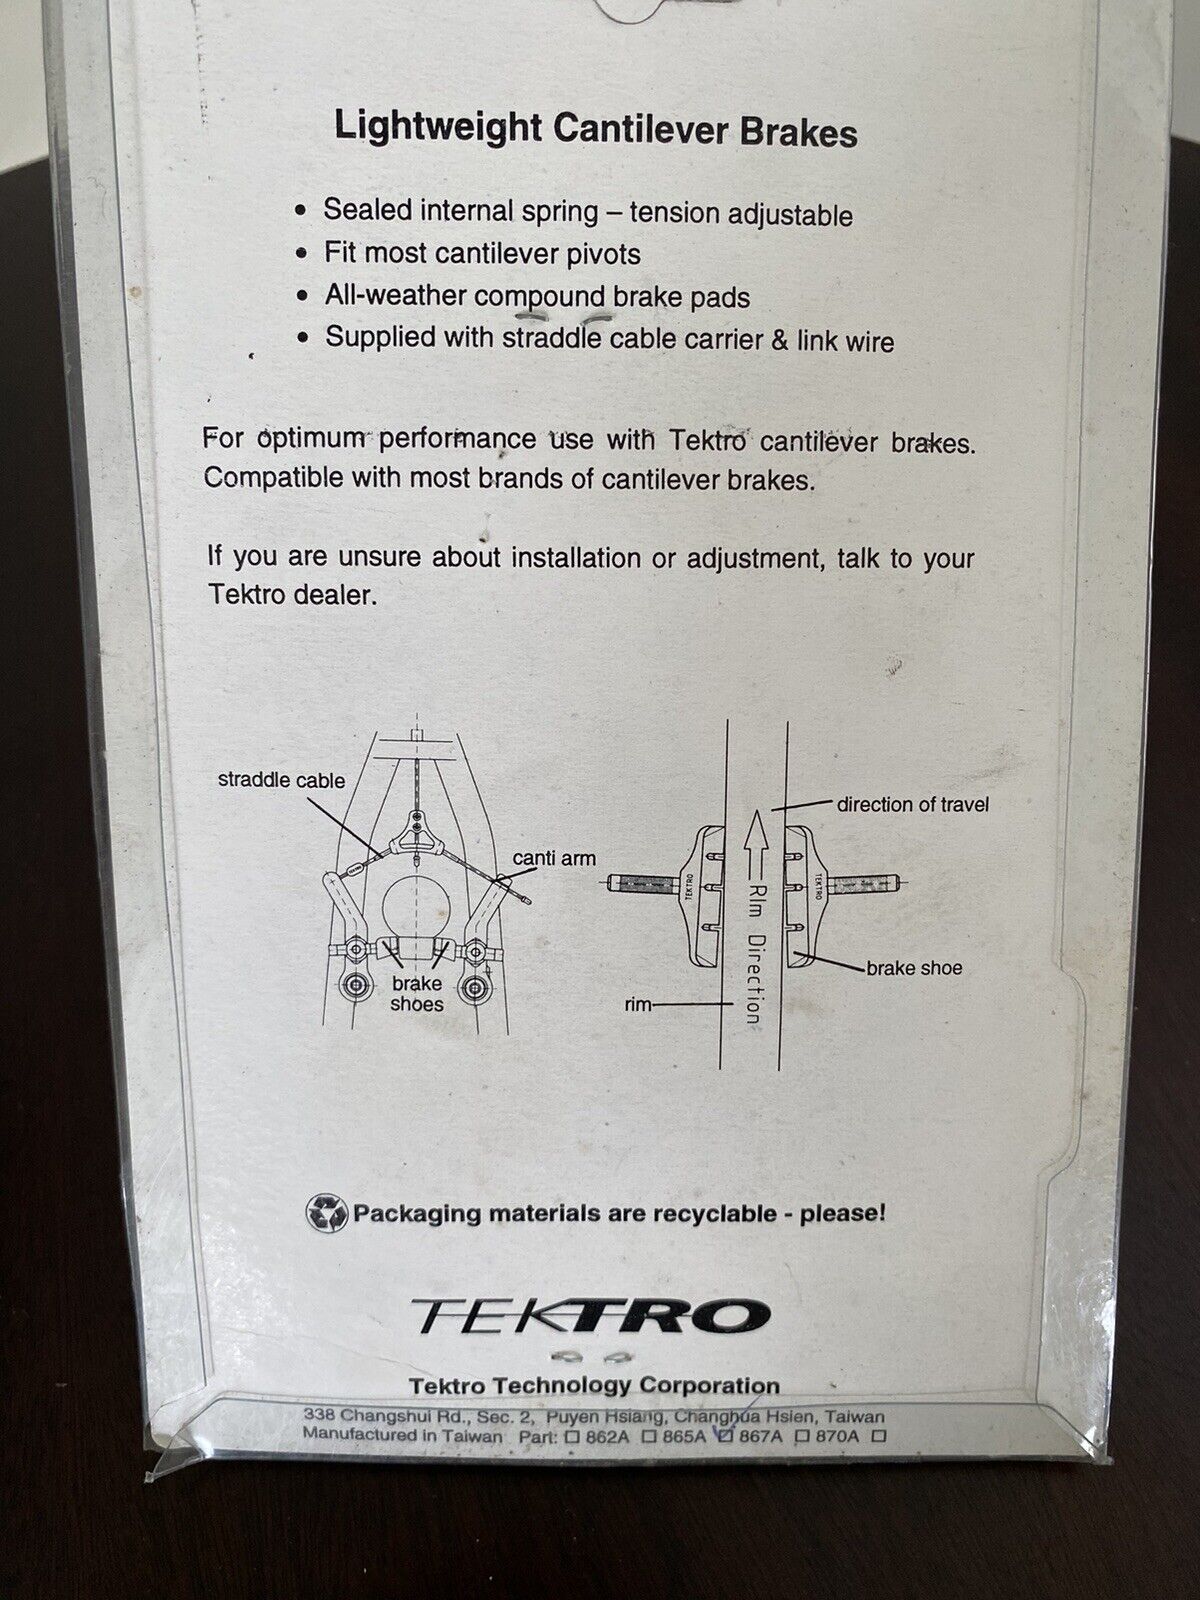 Lightweight Cantilever Brakes
• Sealed internal spring – tension adjustable
• Fit most cantilever pivots
• All-weather compound brake pads
• Supplied with straddle cable carrier & link wire
For optimum performance use with Tektro cantilever brakes.
Compatible with most brands of cantilever brakes.
If you are unsure about installation or adjustment, talk to your
Tektro dealer.
straddle cable
canti arm
brake
shoes
direction of travel
TEKTRO
TEKTRO
RIm Direction
brake shoe
rim
Packaging materials are recyclable - please!
TEKTRO
Tektro Technology Corporation
338 Changshui Rd., Sec. 2, Puyen Hsiang, Changhua Hsien, Taiwan
Manufactured in Taiwan Part: ☐ 862A ☐ 865A ☑ 867A ☐ 870A ☐